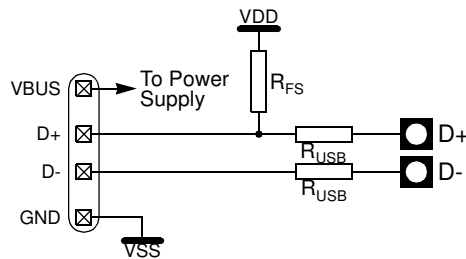 VDD
VBUS
To Power
Supply
RFS
D+
D+
RUSB
D-
D-
RUSB
GND
VSS